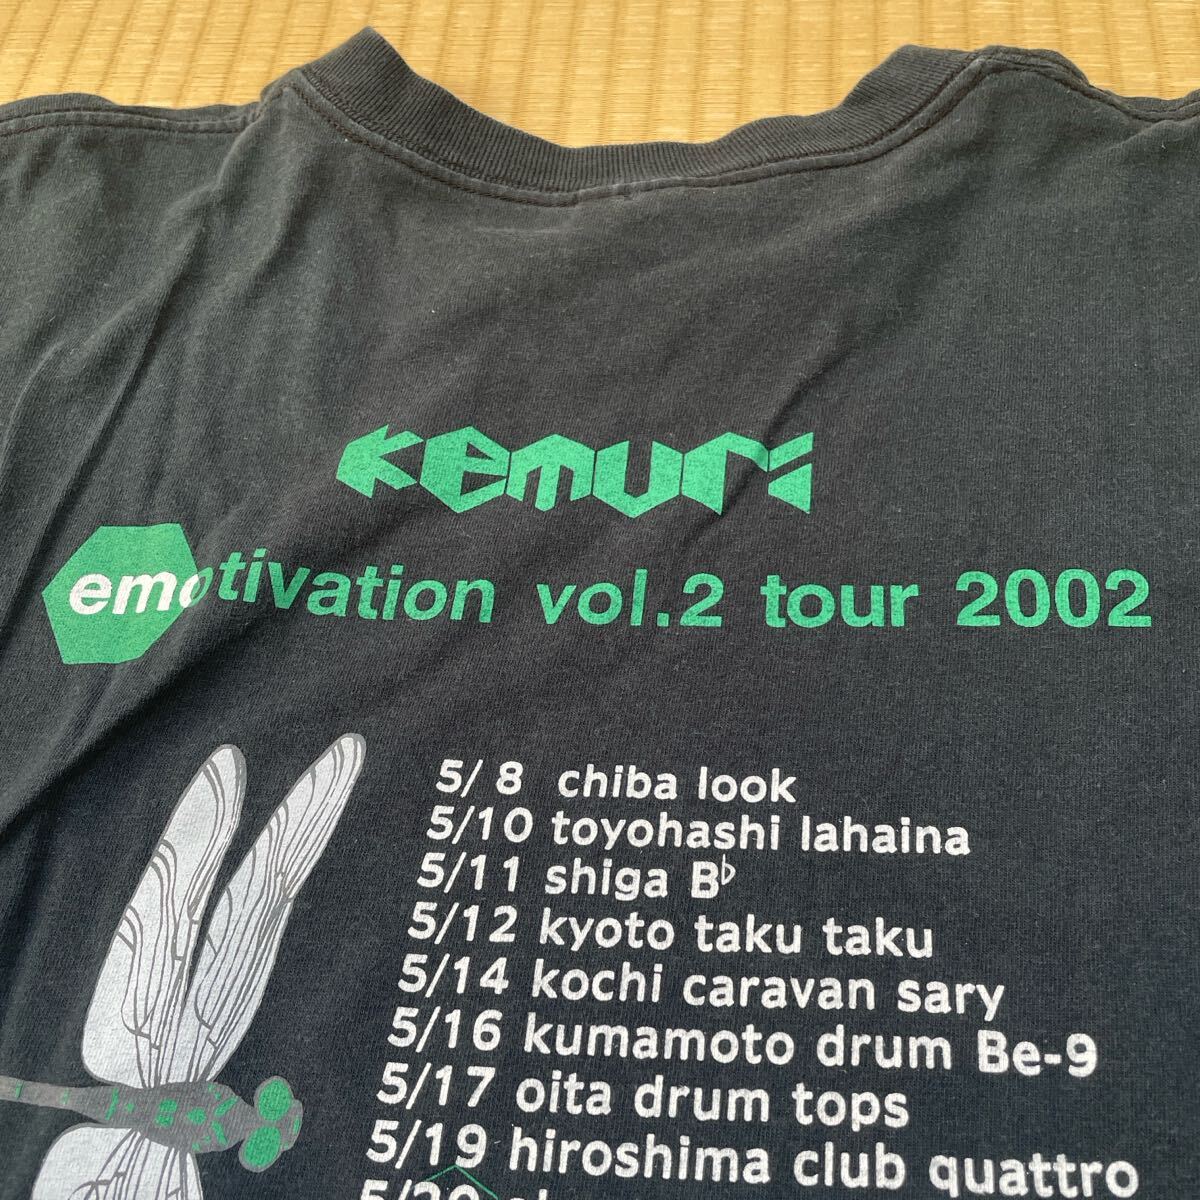 kemuri
emotivation vol.2 tour 2002
5/ 8 chiba look
5/10 toyohashi lahaina
5/11 shiga B♭
5/12 kyoto taku taku
5/14 kochi caravan sary
5/16 kumamoto drum Be-9
5/17 oita drum tops
5/19 hiroshima club quattro
5/20